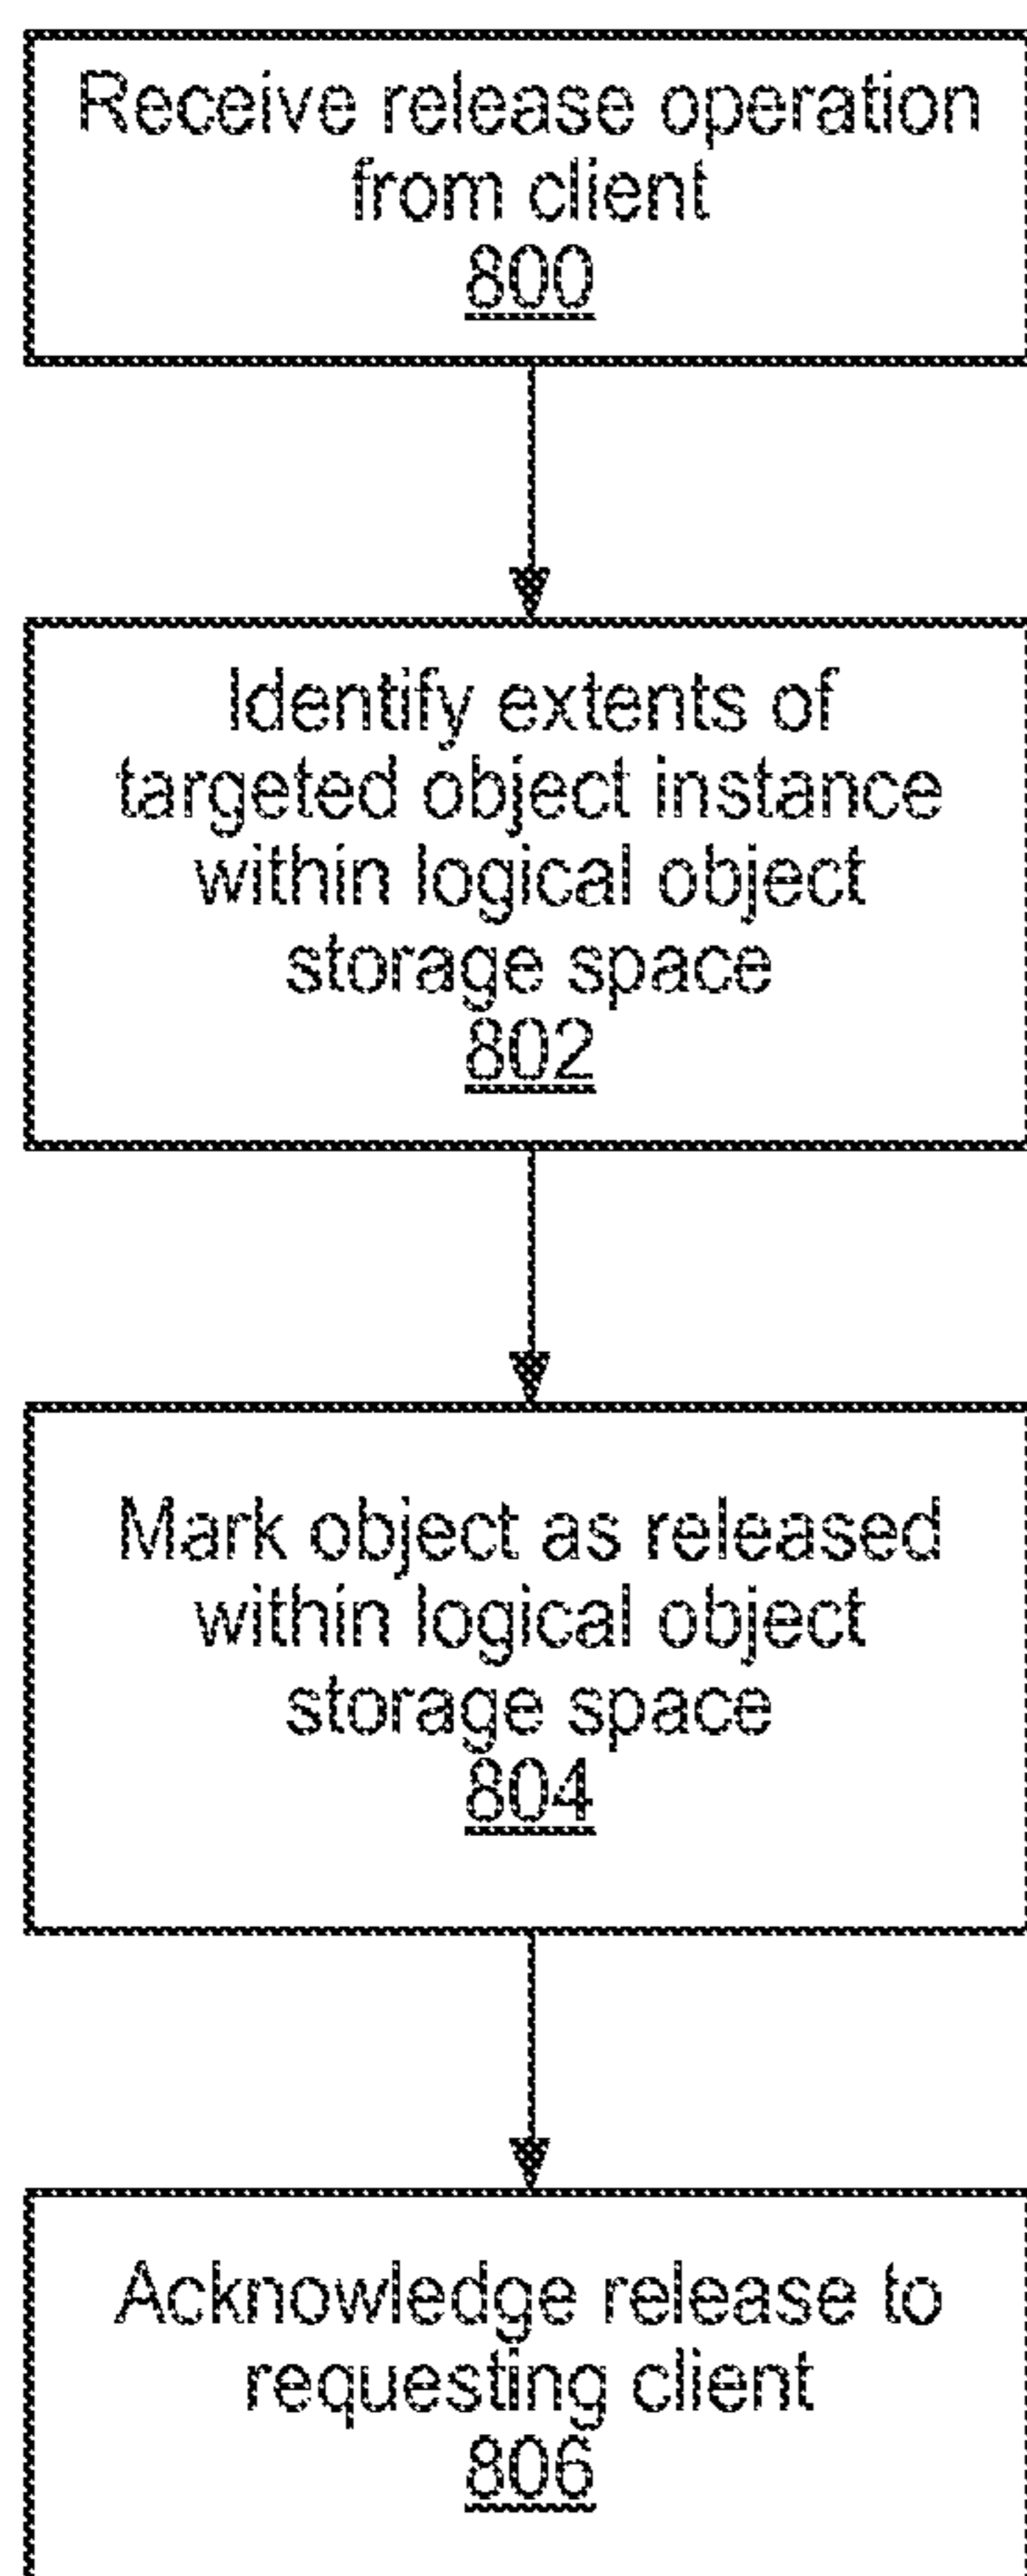 Receive release operation
from client
800
Identify extents of
targeted object instance
within logical object
storage space
802
Mark object as released
within logical object
storage space
804
Acknowledge release to
requesting client
806